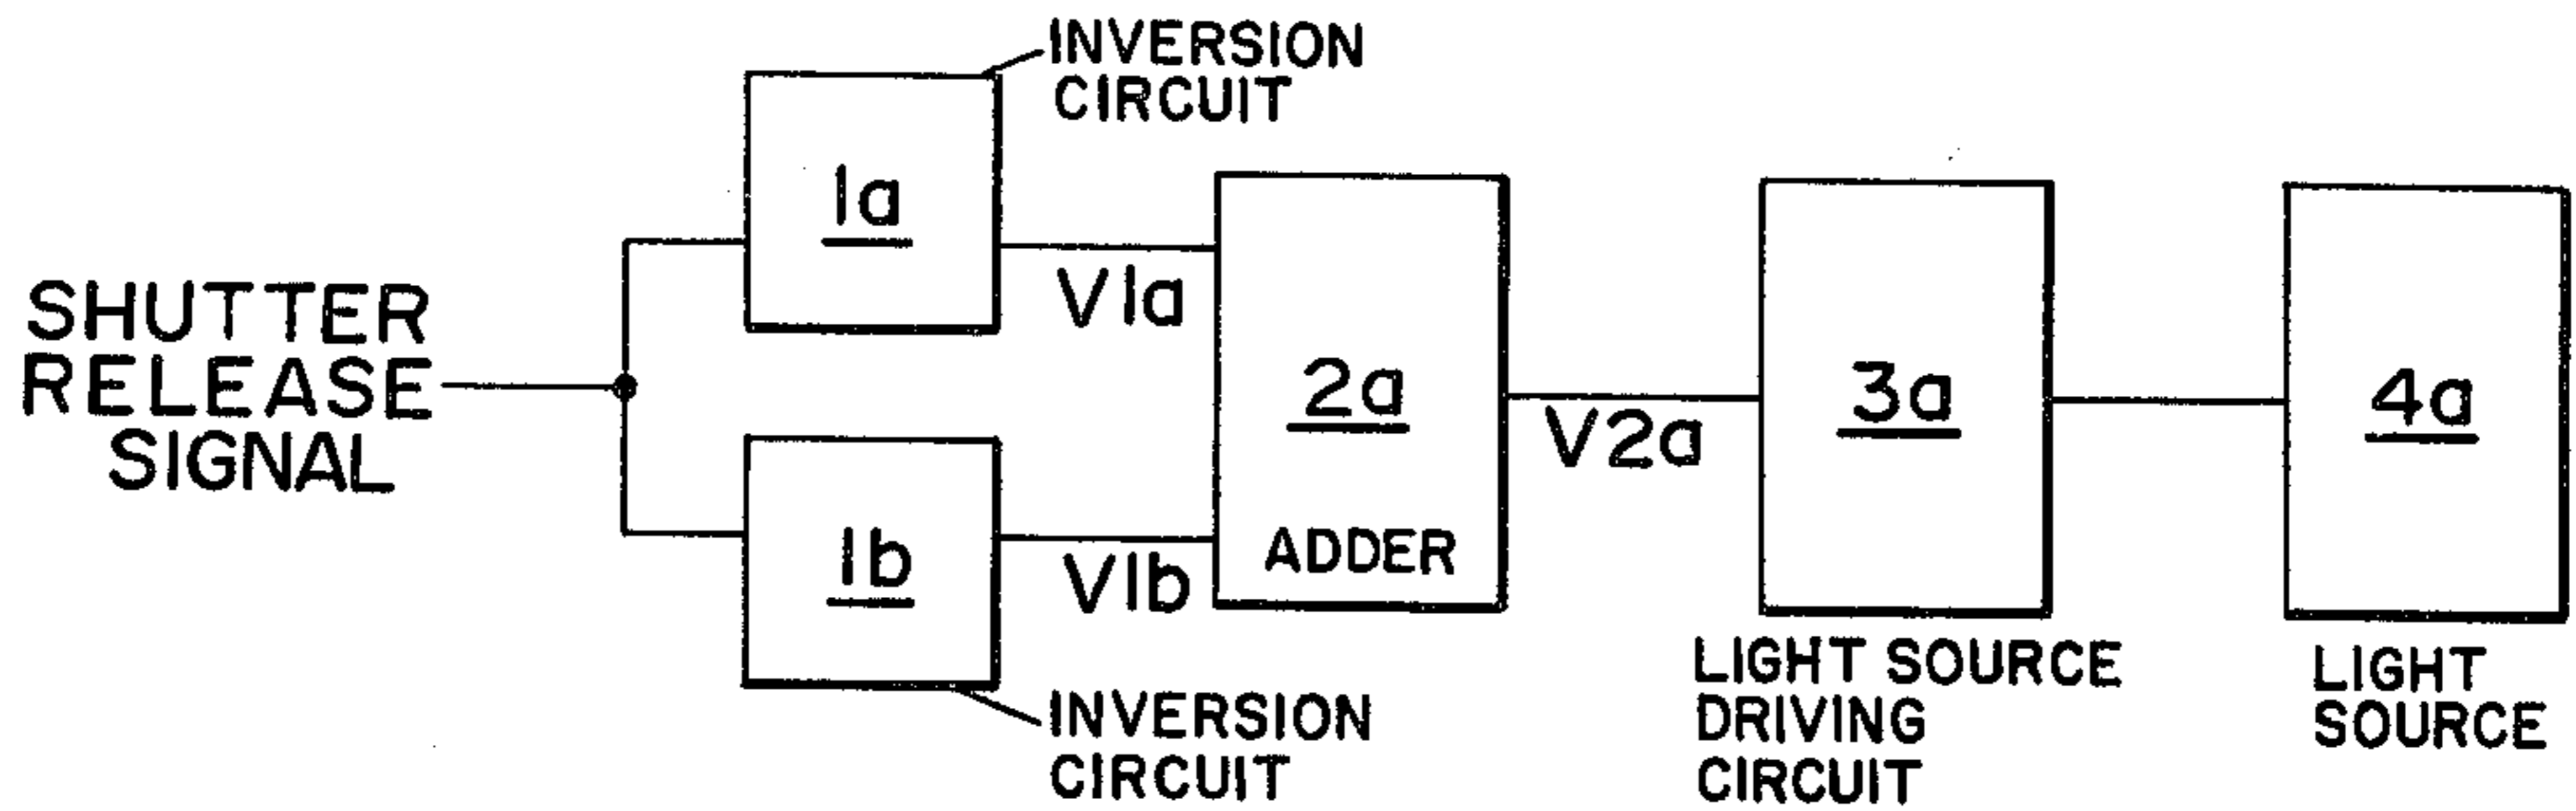 INVERSION
CIRCUIT
1a
V1a
SHUTTER
RELEASE
SIGNAL
2a
ADDER
V2a
3a
4a
1b
V1b
INVERSION
CIRCUIT
LIGHT SOURCE
DRIVING
CIRCUIT
LIGHT
SOURCE